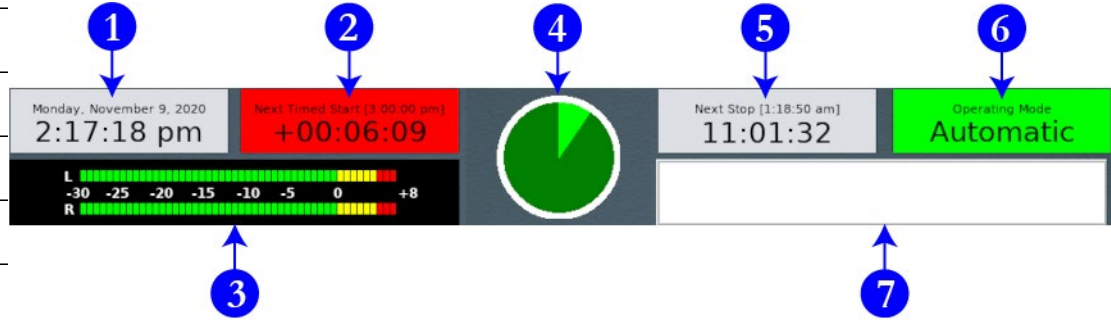 1
2
4
5
6
Monday, November 9, 2020
2:17:18 pm
Next Timed Start [3:00:00 pm]
+00:06:09
Next Stop [1:18:50 am]
11:01:32
Operating Mode
Automatic
L
-30 -25 -20 -15 -10 -5 0 +8
R
3
7